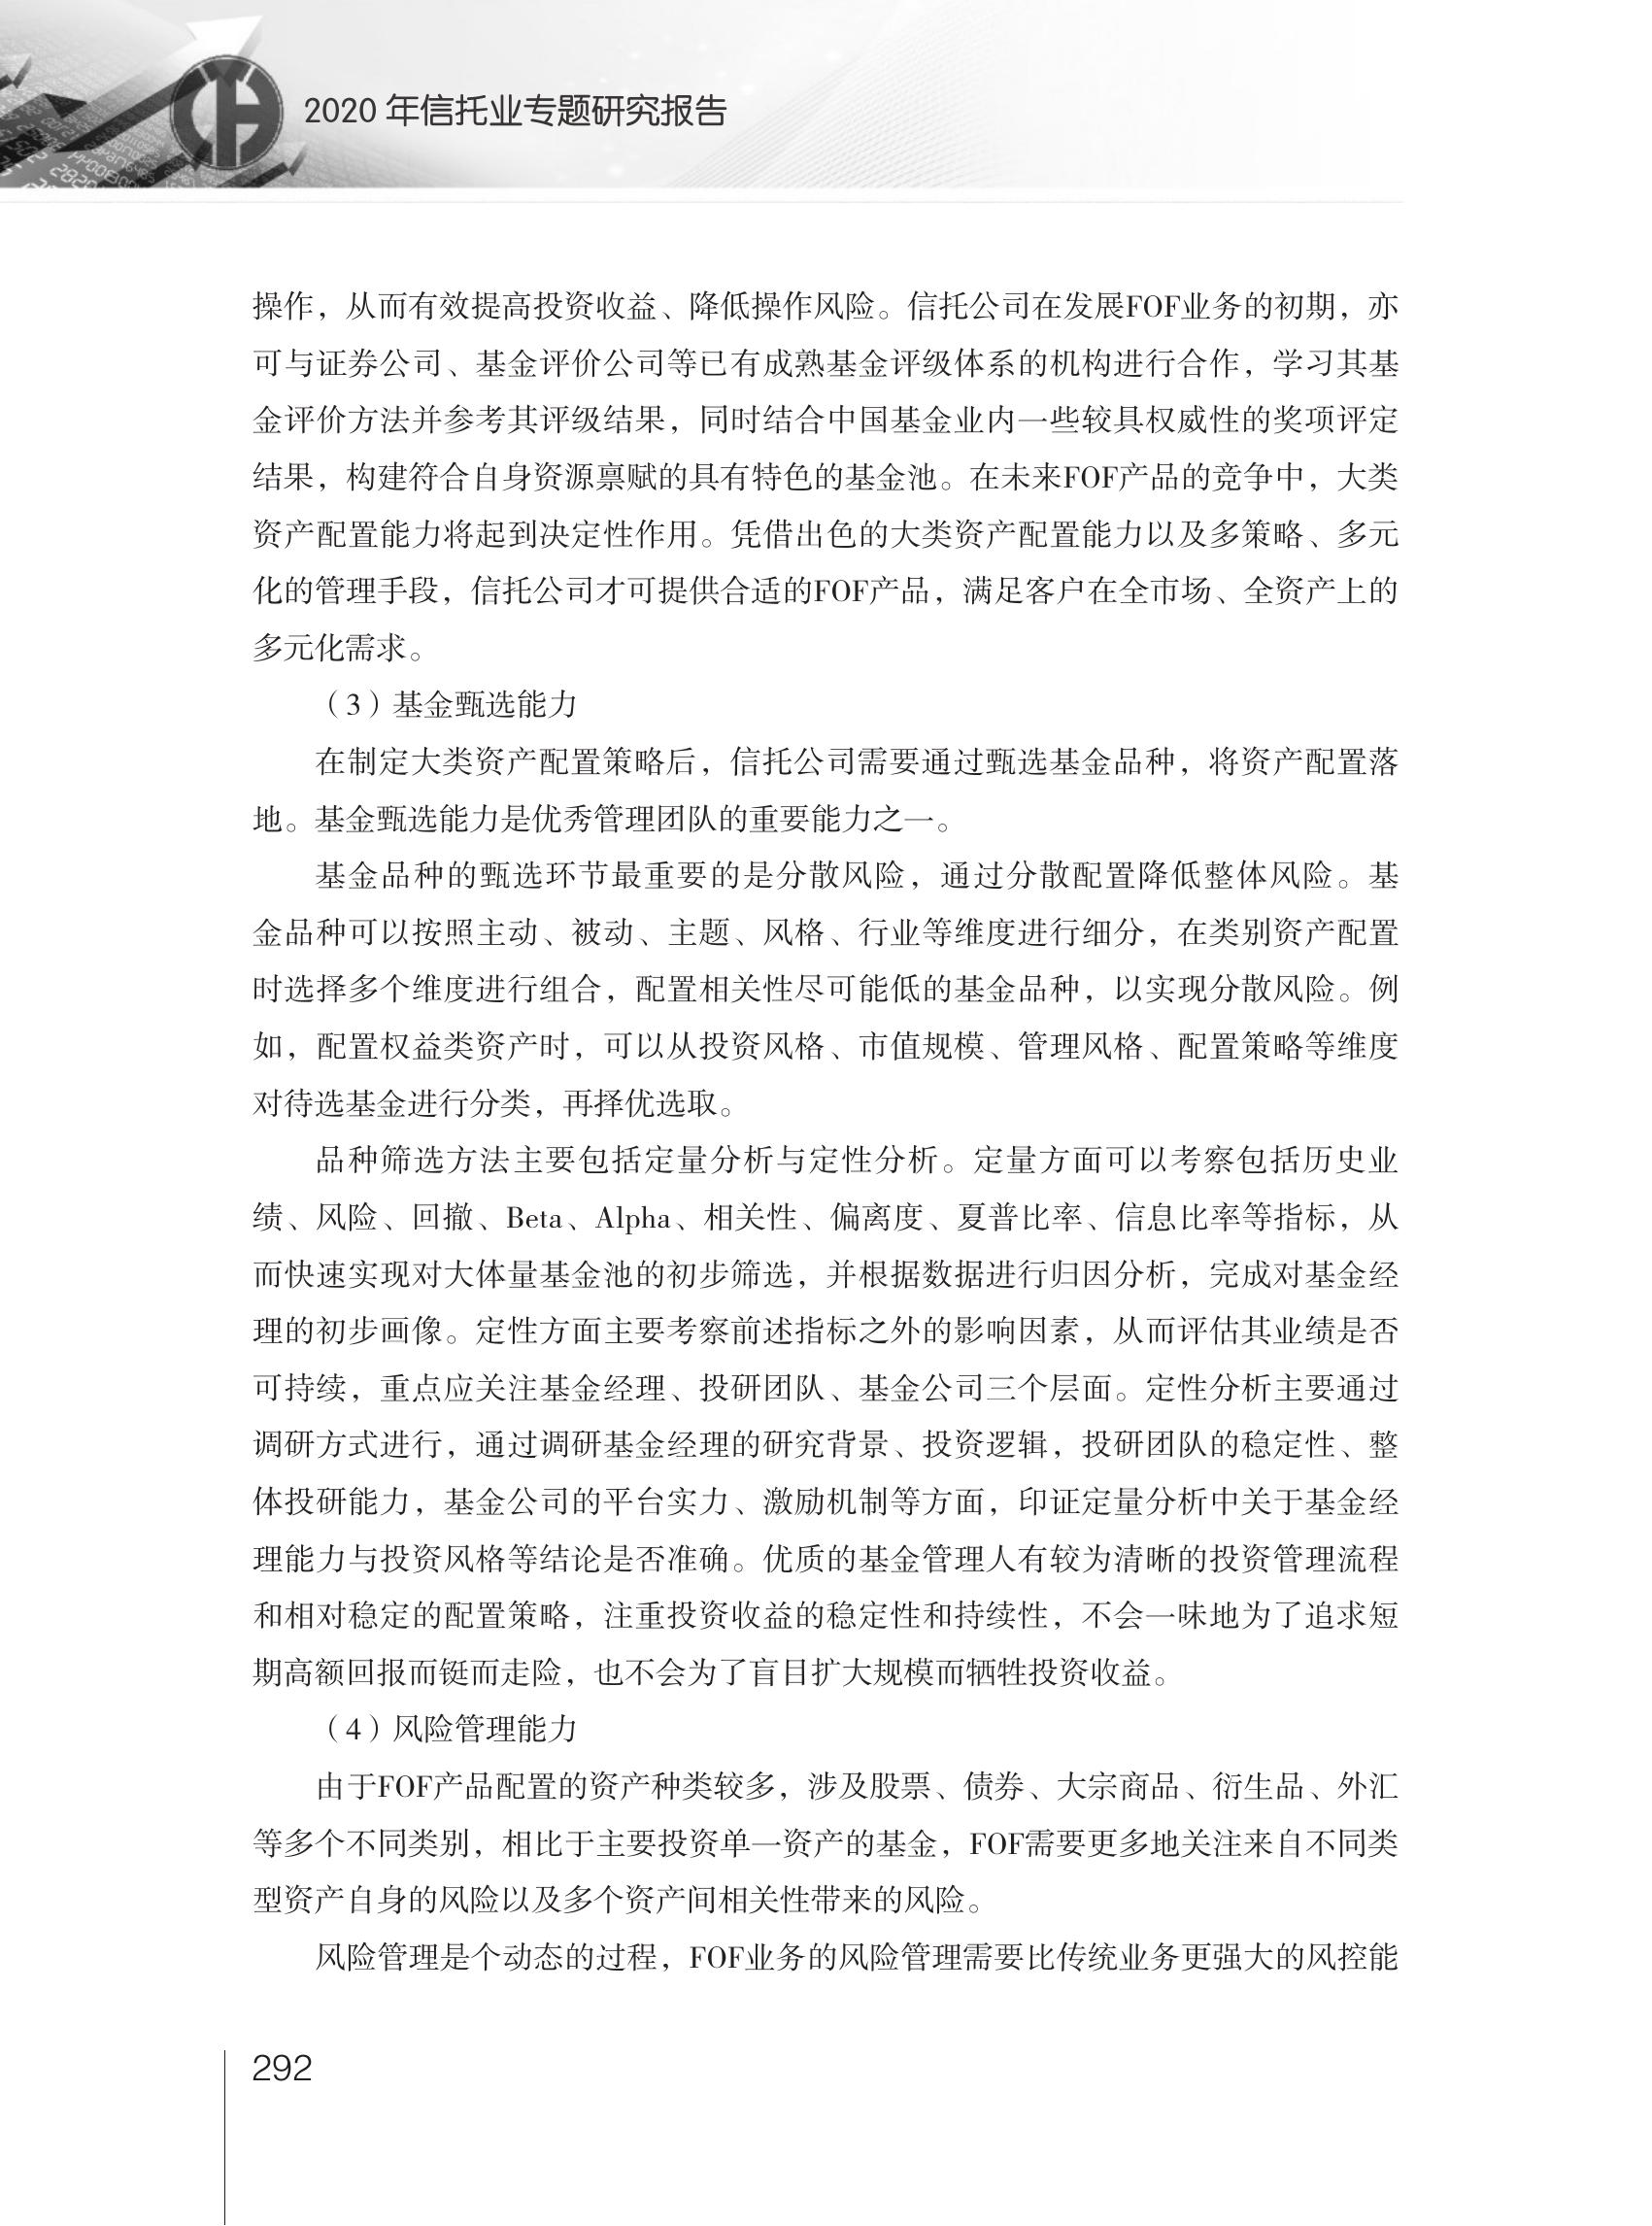 2020 年信托业专题研究报告
操作，从而有效提高投资收益、降低操作风险。信托公司在发展FOF业务的初期，亦
可与证券公司、基金评价公司等已有成熟基金评级体系的机构进行合作，学习其基
金评价方法并参考其评级结果，同时结合中国基金业内一些较具权威性的奖项评定
结果，构建符合自身资源禀赋的具有特色的基金池。在未来FOF产品的竞争中，大类
资产配置能力将起到决定性作用。凭借出色的大类资产配置能力以及多策略、多元
化的管理手段，信托公司才可提供合适的FOF产品，满足客户在全市场、全资产上的
多元化需求。
（3）基金甄选能力
在制定大类资产配置策略后，信托公司需要通过甄选基金品种，将资产配置落
地。基金甄选能力是优秀管理团队的重要能力之一。
基金品种的甄选环节最重要的是分散风险，通过分散配置降低整体风险。基
金品种可以按照主动、被动、主题、风格、行业等维度进行细分，在类别资产配置
时选择多个维度进行组合，配置相关性尽可能低的基金品种，以实现分散风险。例
如，配置权益类资产时，可以从投资风格、市值规模、管理风格、配置策略等维度
对待选基金进行分类，再择优选取。
品种筛选方法主要包括定量分析与定性分析。定量方面可以考察包括历史业
绩、风险、回撤、Beta、Alpha、相关性、偏离度、夏普比率、信息比率等指标，从
而快速实现对大体量基金池的初步筛选，并根据数据进行归因分析，完成对基金经
理的初步画像。定性方面主要考察前述指标之外的影响因素，从而评估其业绩是否
可持续，重点应关注基金经理、投研团队、基金公司三个层面。定性分析主要通过
调研方式进行，通过调研基金经理的研究背景、投资逻辑，投研团队的稳定性、整
体投研能力，基金公司的平台实力、激励机制等方面，印证定量分析中关于基金经
理能力与投资风格等结论是否准确。优质的基金管理人有较为清晰的投资管理流程
和相对稳定的配置策略，注重投资收益的稳定性和持续性，不会一味地为了追求短
期高额回报而铤而走险，也不会为了盲目扩大规模而牺牲投资收益。
（4）风险管理能力
由于FOF产品配置的资产种类较多，涉及股票、债券、大宗商品、衍生品、外汇
等多个不同类别，相比于主要投资单一资产的基金，FOF需要更多地关注来自不同类
型资产自身的风险以及多个资产间相关性带来的风险。
风险管理是个动态的过程，FOF业务的风险管理需要比传统业务更强大的风控能
292